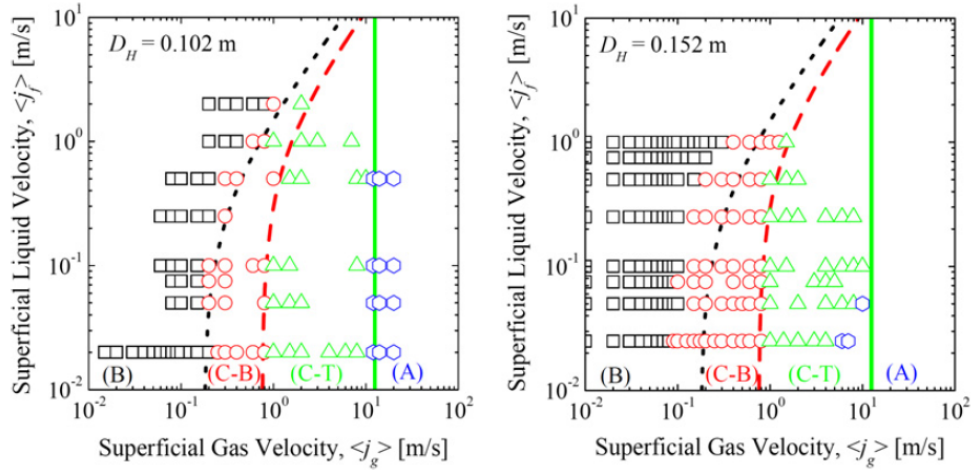 D_H = 0.102 m
Superficial Liquid Velocity, <j_f> [m/s]
10^1
10^0
10^-1
10^-2
(B)
(C-B)
(C-T)
(A)
10^-2 10^-1 10^0 10^1 10^2
Superficial Gas Velocity, <j_g> [m/s]
D_H = 0.152 m
Superficial Liquid Velocity, <j_f> [m/s]
10^1
10^0
10^-1
10^-2
(B)
(C-B)
(C-T)
(A)
10^-2 10^-1 10^0 10^1 10^2
Superficial Gas Velocity, <j_g> [m/s]